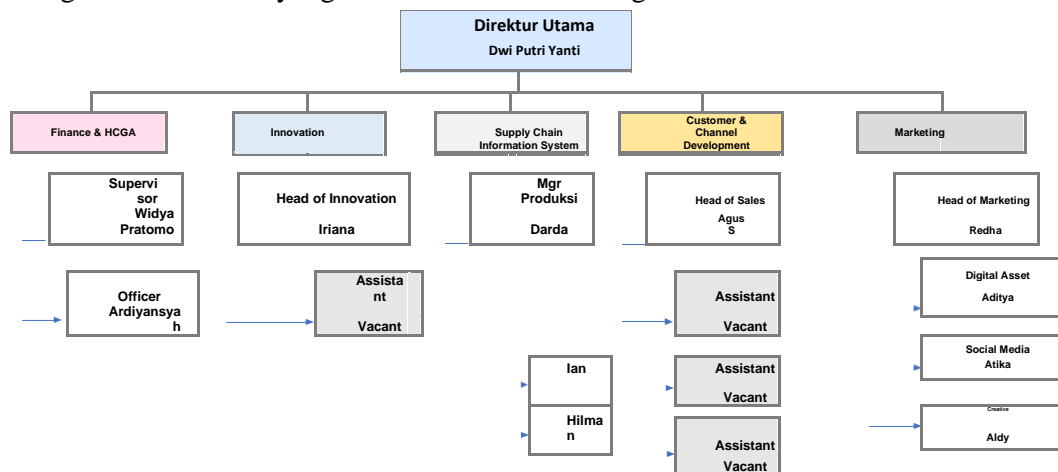 Direktur Utama
Dwi Putri Yanti
Finance & HCGA
Innovation
Supply Chain
Information System
Customer &
Channel
Development
Marketing
Supervi
sor
Widya
Pratomo
Head of Innovation
Iriana
Mgr
Produksi
Darda
Head of Sales
Agus
S
Head of Marketing
Redha
Officer
Ardiyansya
h
Assista
nt
Vacant
Assistant
Vacant
Digital Asset
Aditya
Ian
Hilma
n
Assistant
Vacant
Social Media
Atika
Assistant
Vacant
Creative
Aldy